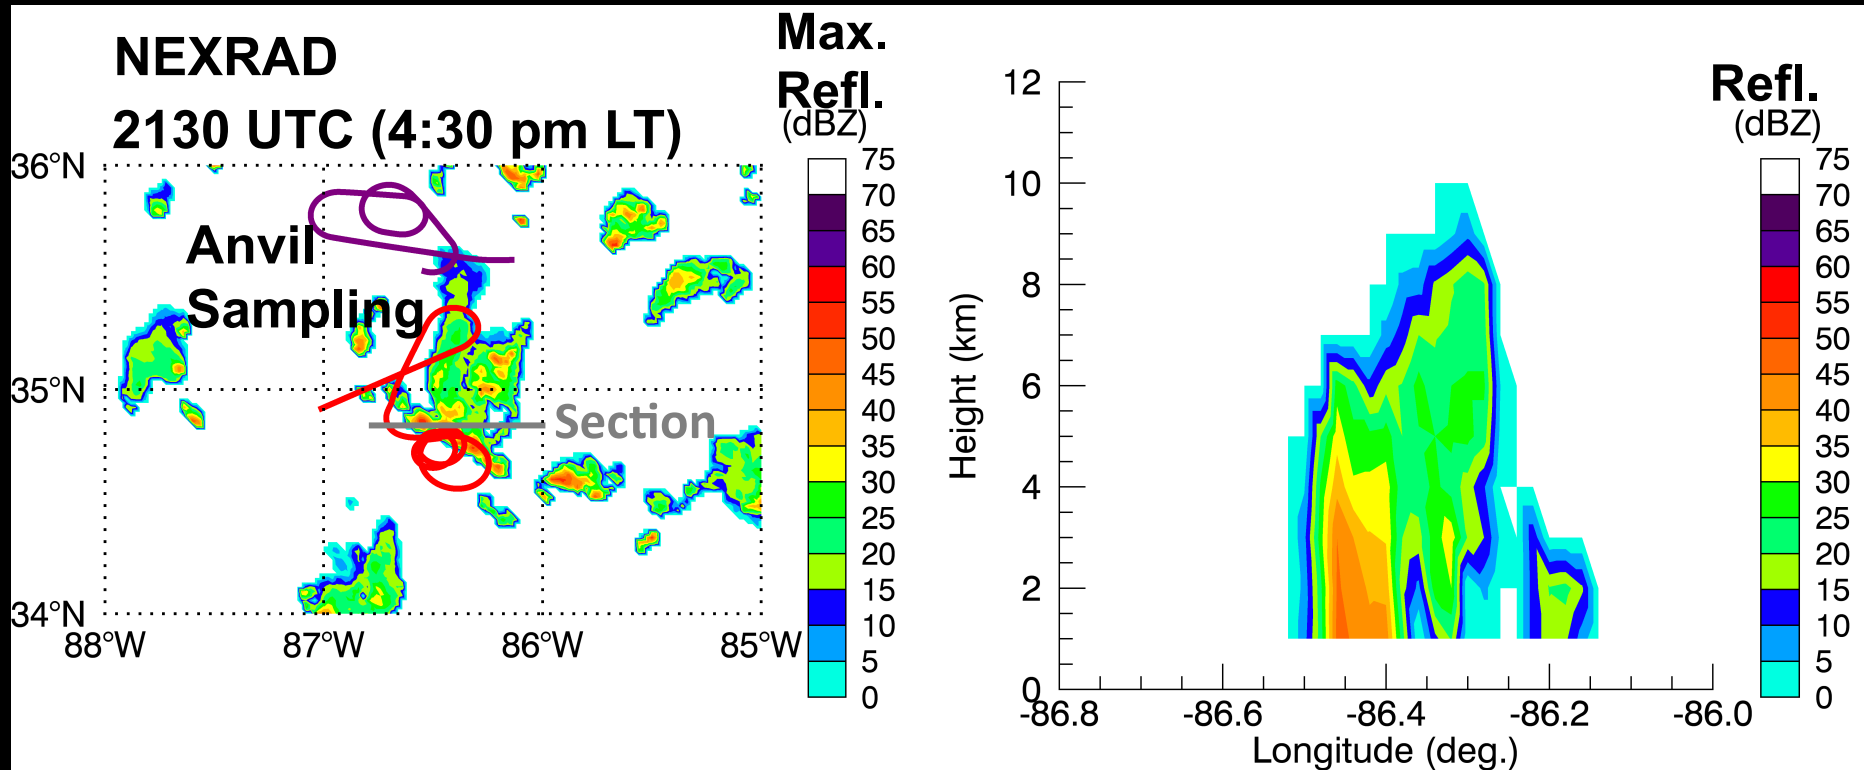 NEXRAD
2130 UTC (4:30 pm LT)
Max.
Refl.
(dBZ)
Anvil
Sampling
Section
36°N
35°N
34°N
88°W
87°W
86°W
85°W
75
70
65
60
55
50
45
40
35
30
25
20
15
10
5
0
Height (km)
12
10
8
6
4
2
0
-86.8
-86.6
-86.4
-86.2
-86.0
Longitude (deg.)
Refl.
(dBZ)
75
70
65
60
55
50
45
40
35
30
25
20
15
10
5
0